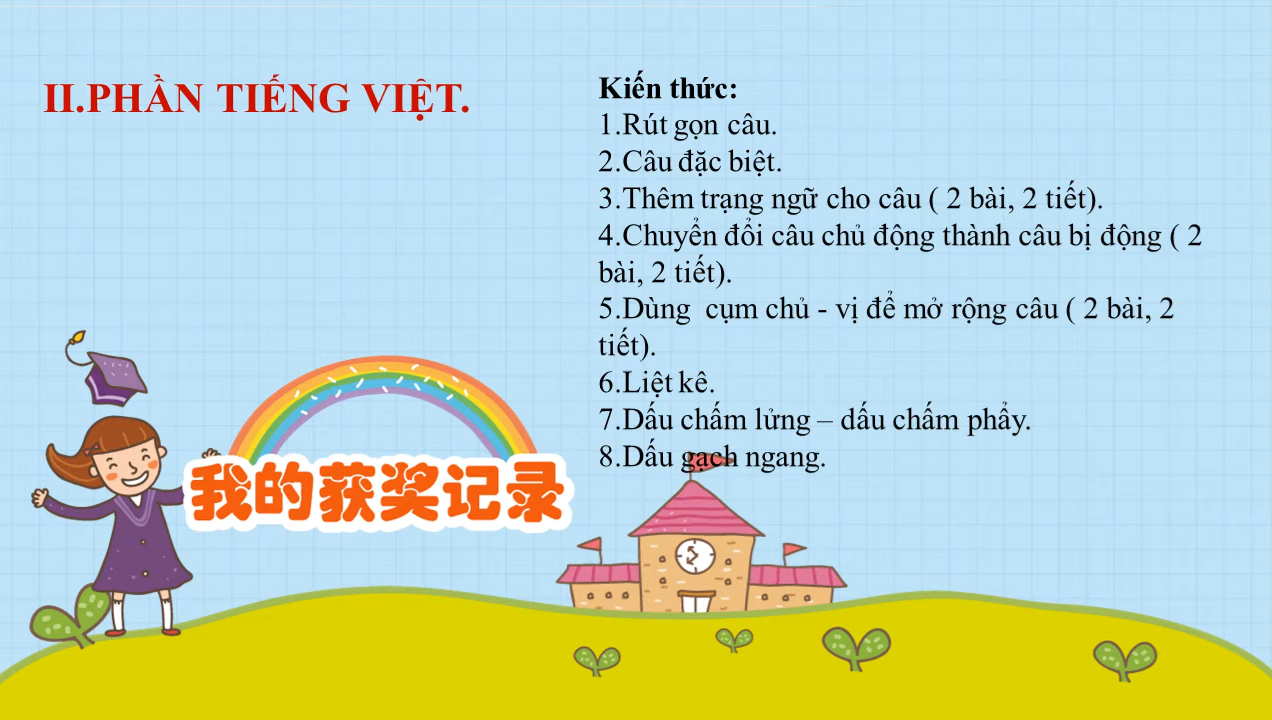 II.PHẦN TIẾNG VIỆT.
Kiến thức:
1.Rút gọn câu.
2.Câu đặc biệt.
3.Thêm trạng ngữ cho câu ( 2 bài, 2 tiết).
4.Chuyển đổi câu chủ động thành câu bị động ( 2
bài, 2 tiết).
5.Dùng  cụm chủ - vị để mở rộng câu ( 2 bài, 2
tiết).
6.Liệt kê.
7.Dấu chấm lửng – dấu chấm phẩy.
8.Dấu gạch ngang.
我的获奖记录